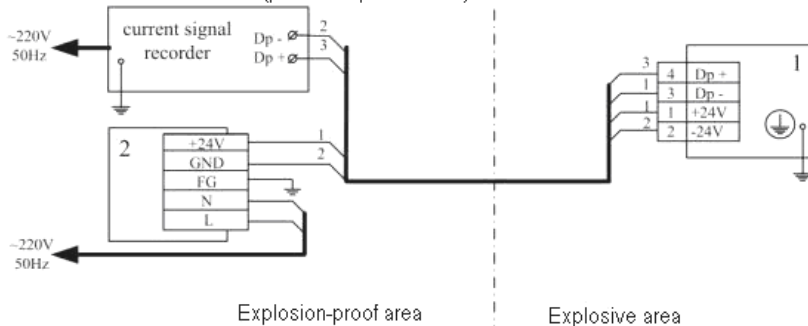 ~220V
50Hz
current signal
recorder
Dp -
Dp +
2
3
2
+24V
GND
FG
N
L
1
2
~220V
50Hz
3
1
1
2
4 Dp +
3 Dp -
1 +24V
2 -24V
1
Explosion-proof area
Explosive area